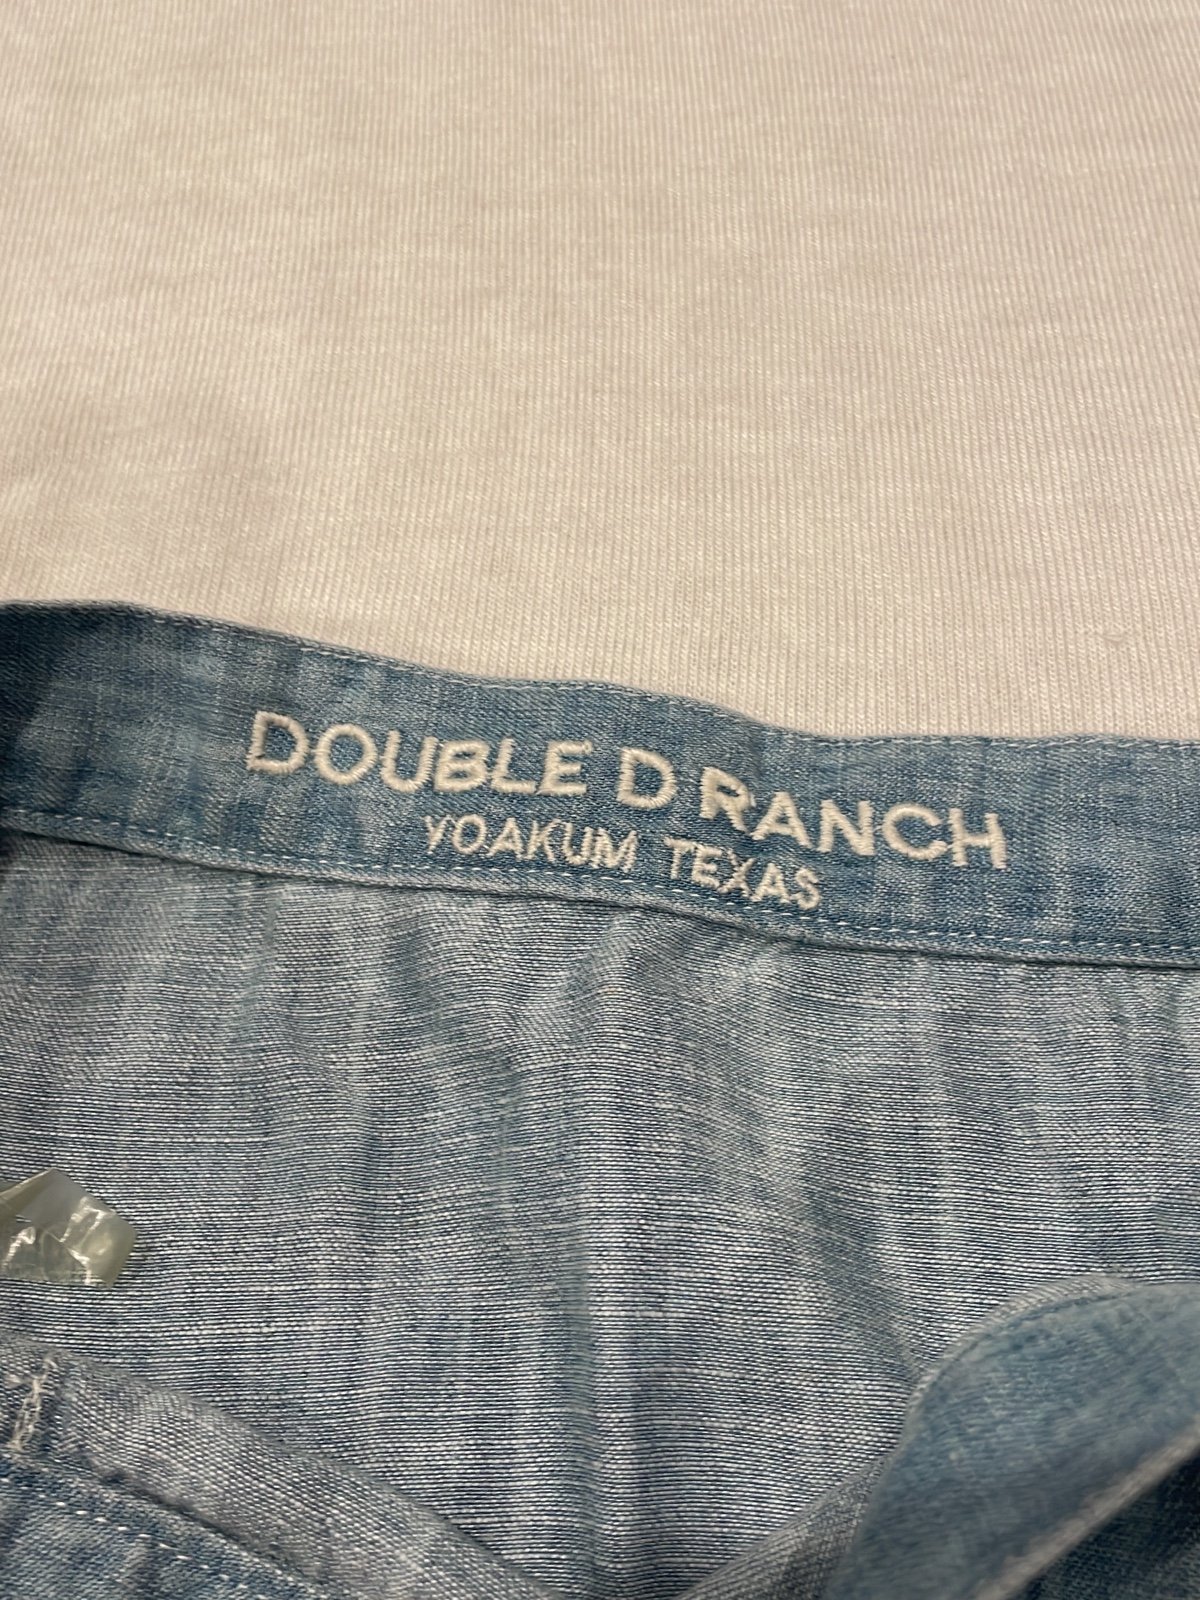 DOUBLE D RANCH
YOAKUM TEXAS